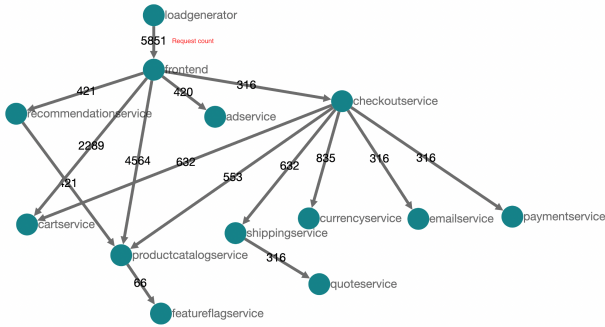 loadgenerator
5851 Request count
frontend
421
420
316
checkoutservice
recommendationservice
adservice
2289
4564
632
553
632
835
316
316
421
cartservice
currencyservice
emailservice
paymentservice
shippingservice
productcatalogservice
316
66
quoteservice
featureflagservice